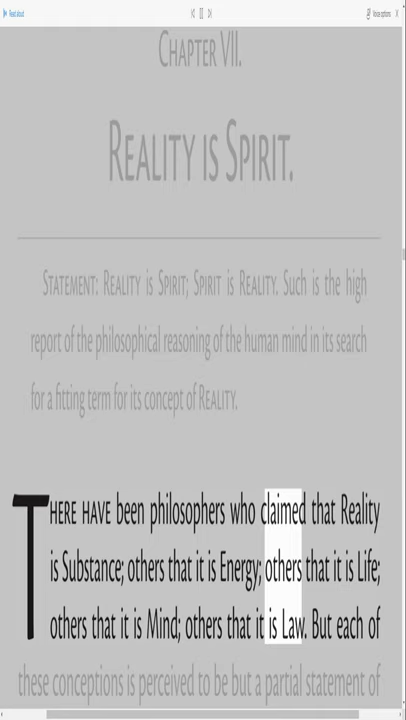 Read aloud
Voice options
CHAPTER VII.
REALITY IS SPIRIT.
STATEMENT: REALITY is SPIRIT; SPIRIT is REALITY. Such is the high
report of the philosophical reasoning of the human mind in its search
for a fitting term for its concept of REALITY.
THERE HAVE been philosophers who claimed that Reality
is Substance; others that it is Energy; others that it is Life;
others that it is Mind; others that it is Law. But each of
these conceptions is perceived to be but a partial statement of